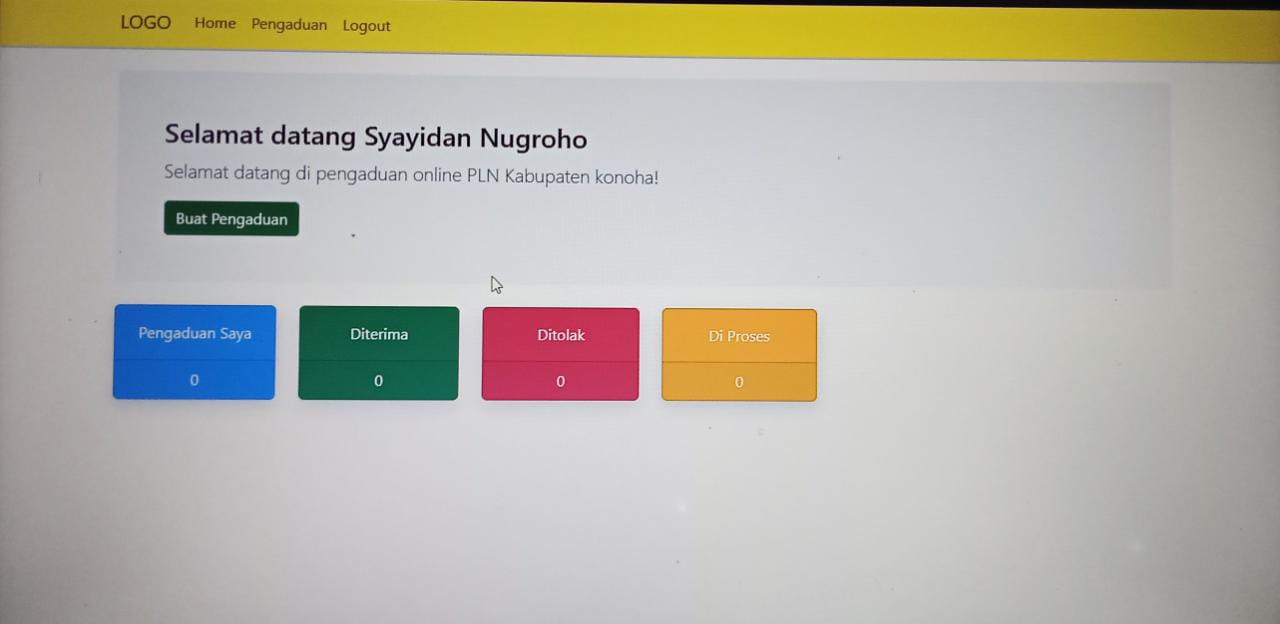 LOGO Home Pengaduan Logout
Selamat datang Syayidan Nugroho
Selamat datang di pengaduan online PLN Kabupaten konoha!
Buat Pengaduan
Pengaduan Saya Diterima Ditolak Di Proses
0 0 0 0